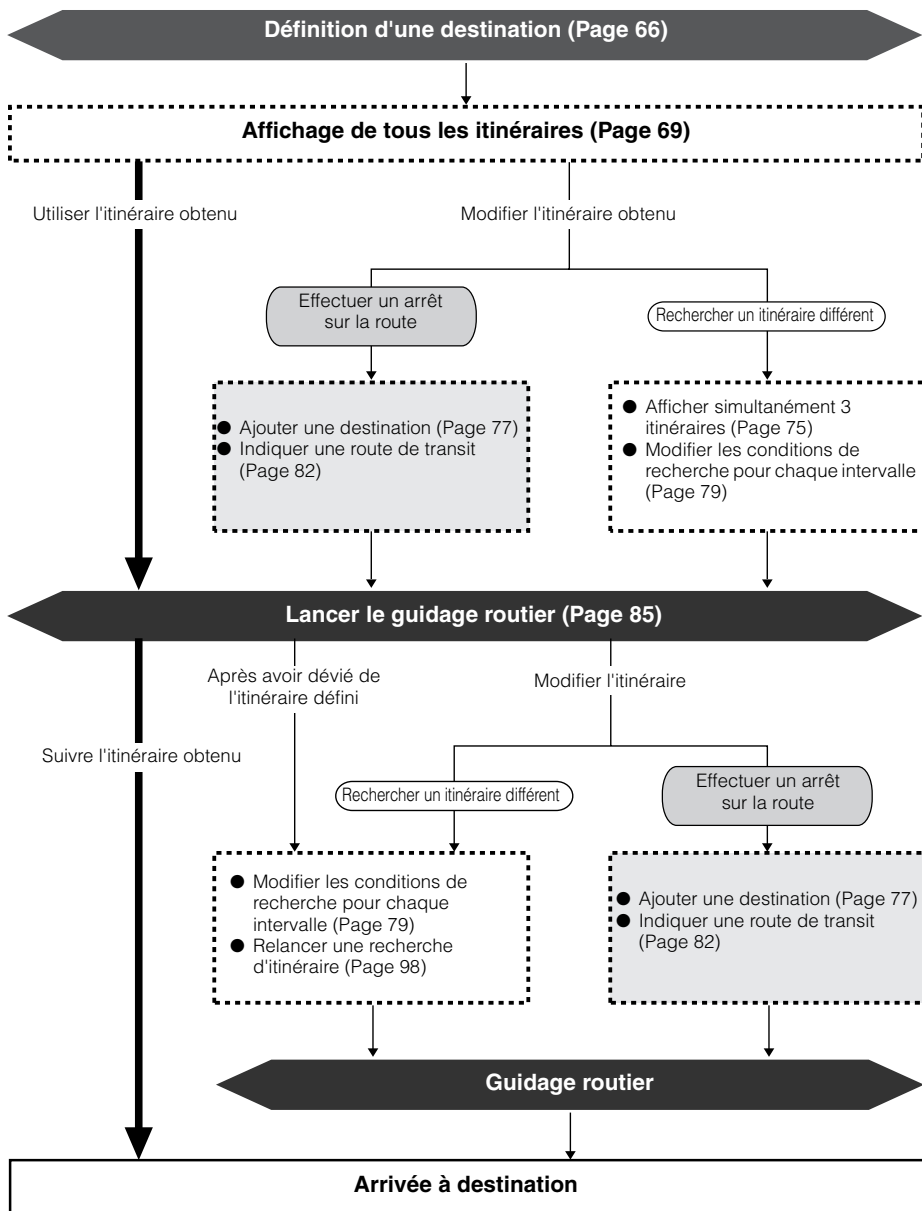 Définition d'une destination (Page 66)
Affichage de tous les itinéraires (Page 69)
Utiliser l'itinéraire obtenu
Modifier l'itinéraire obtenu
Effectuer un arrêt
sur la route
Rechercher un itinéraire différent
● Ajouter une destination (Page 77)
● Indiquer une route de transit
(Page 82)
● Afficher simultanément 3
itinéraires (Page 75)
● Modifier les conditions de
recherche pour chaque intervalle
(Page 79)
Lancer le guidage routier (Page 85)
Après avoir dévié de
l'itinéraire défini
Modifier l'itinéraire
Suivre l'itinéraire obtenu
Rechercher un itinéraire différent
Effectuer un arrêt
sur la route
● Modifier les conditions de
recherche pour chaque
intervalle (Page 79)
● Relancer une recherche
d'itinéraire (Page 98)
● Ajouter une destination (Page 77)
● Indiquer une route de transit
(Page 82)
Guidage routier
Arrivée à destination